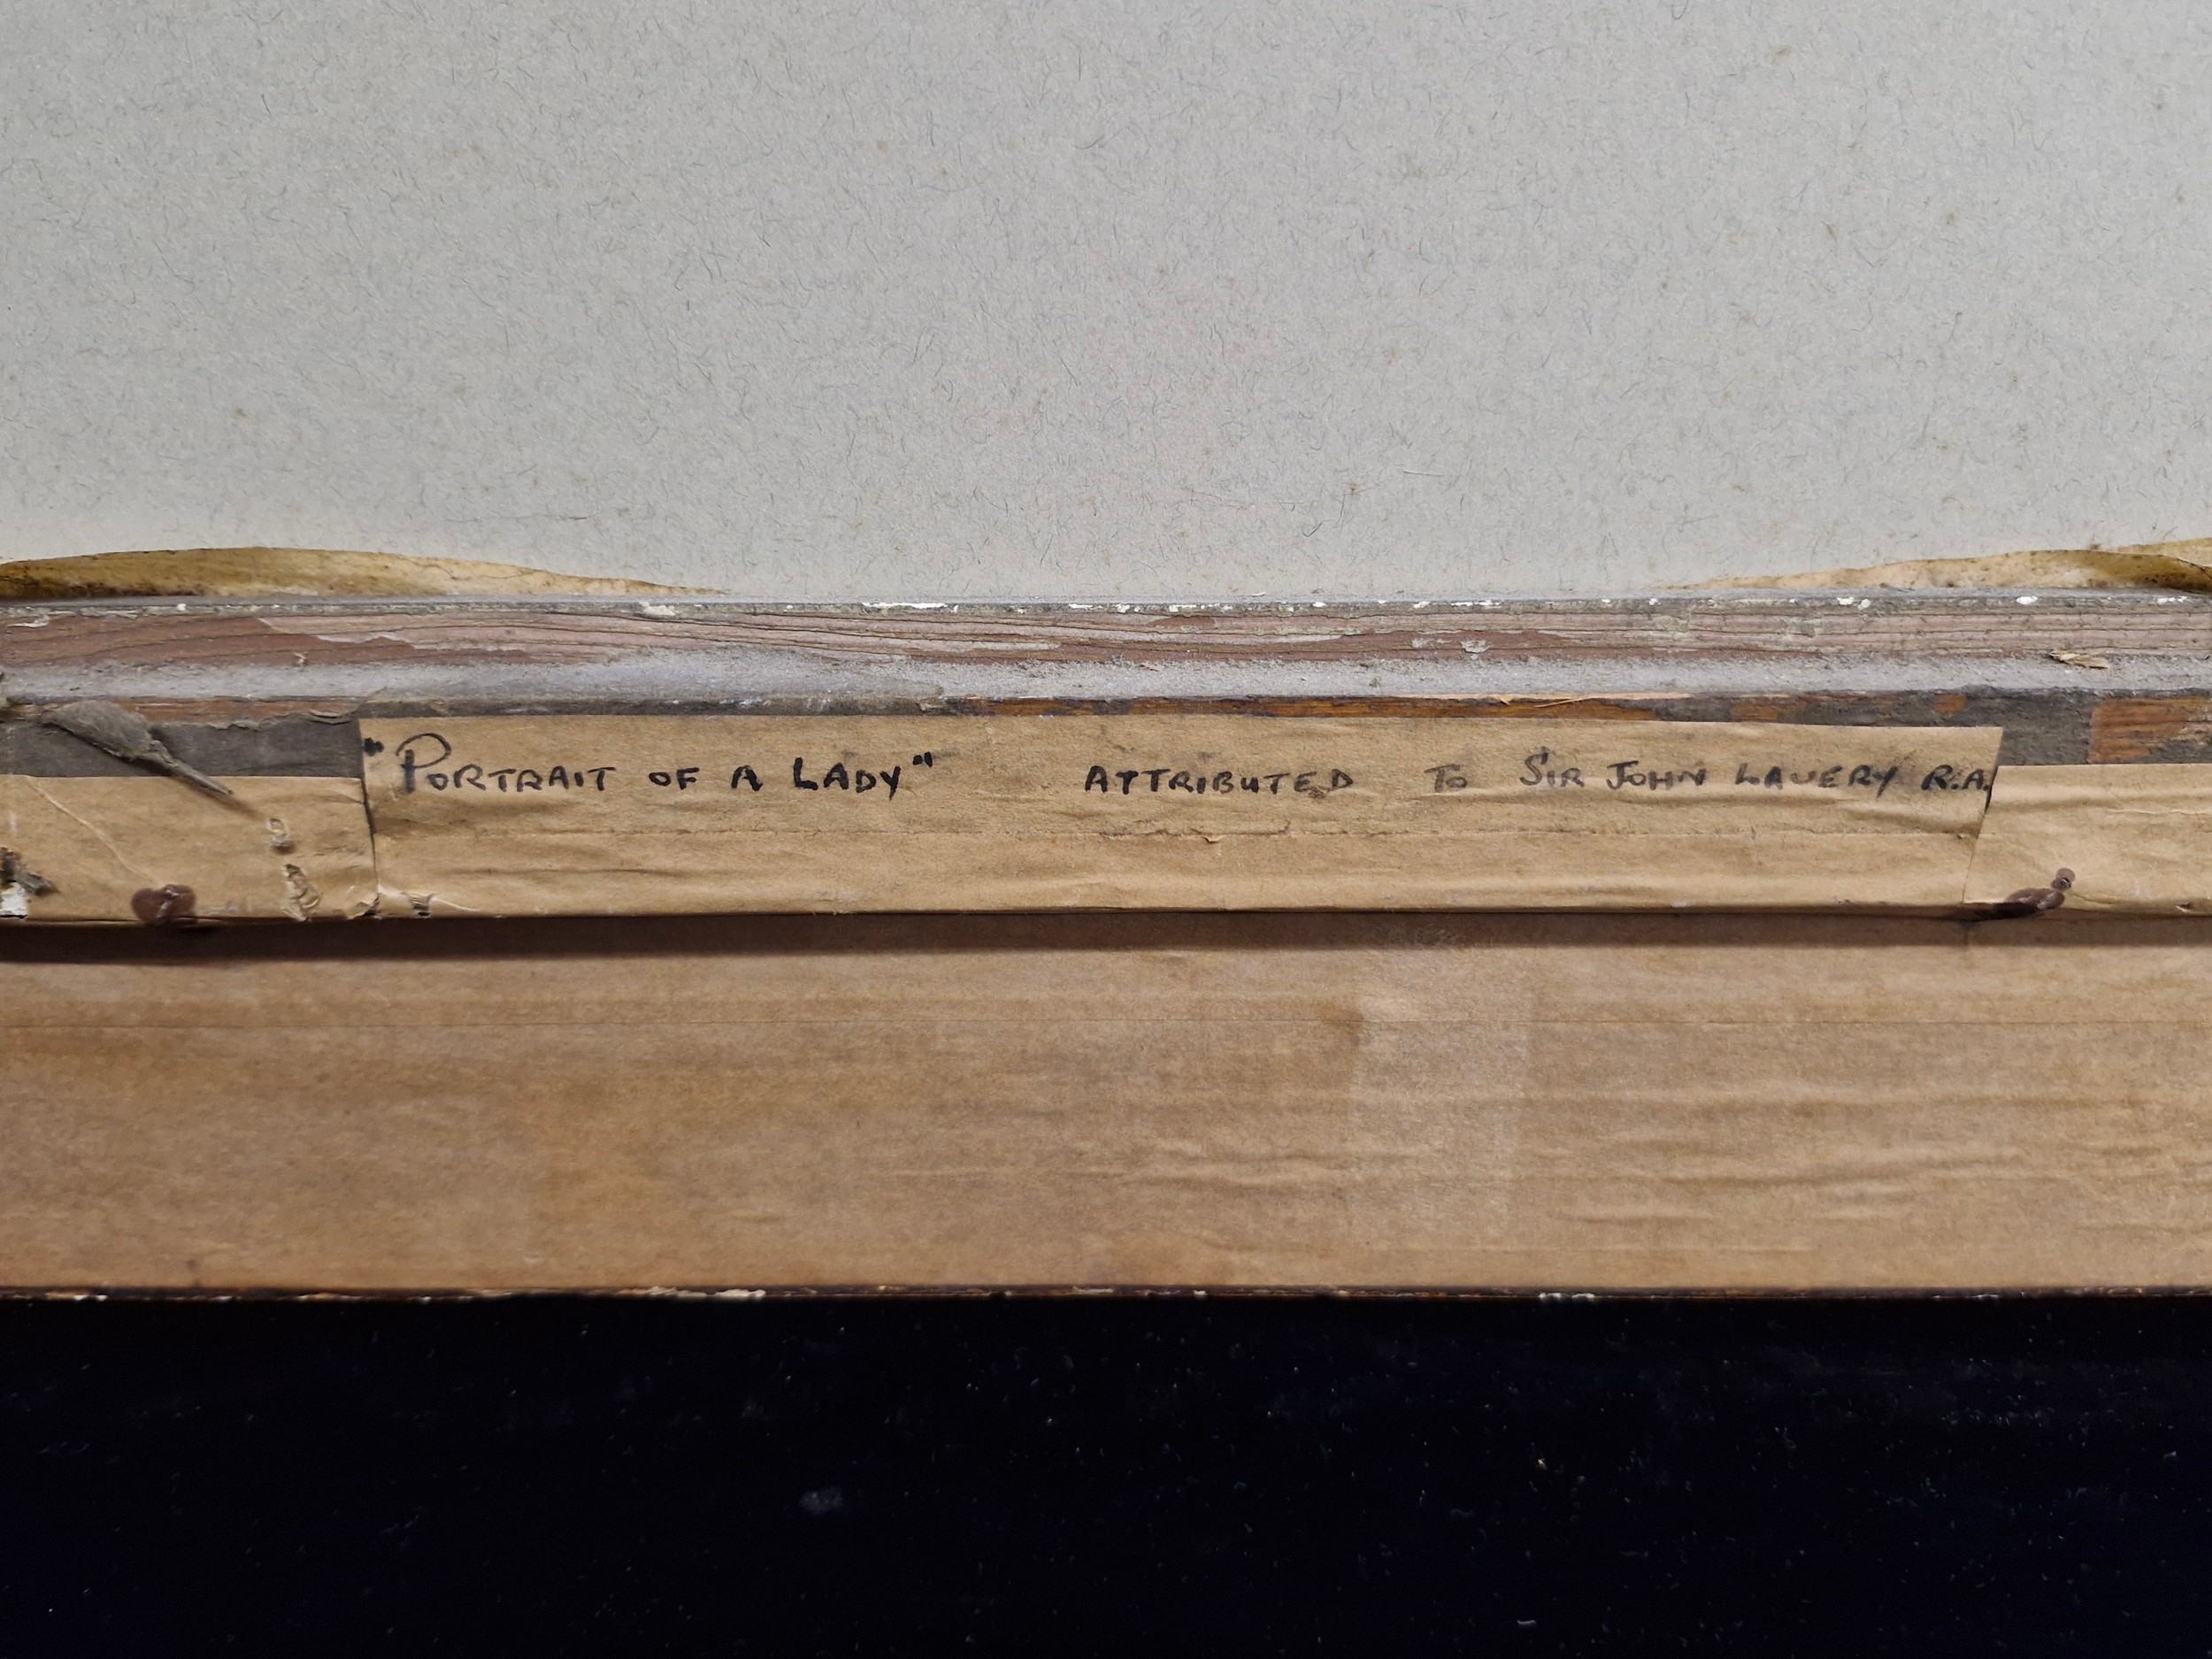 "PORTRAIT OF A LADY" ATTRIBUTED TO SIR JOHN LAVERY R.A.